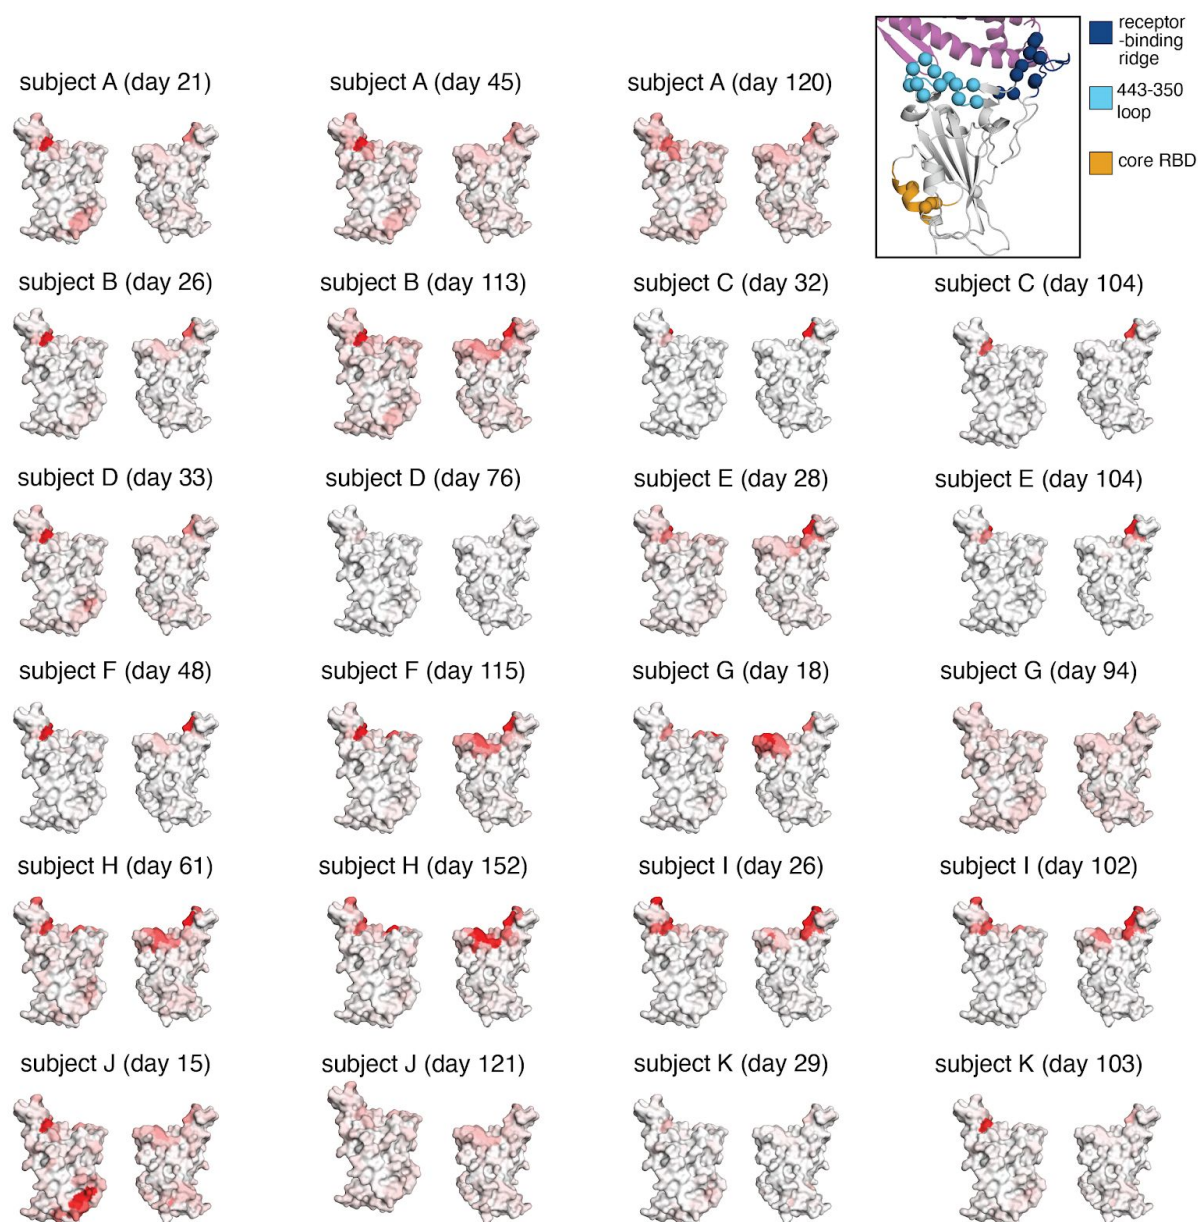 receptor
-binding
ridge
443-350
loop
core RBD
subject A (day 21)
subject A (day 45)
subject A (day 120)
subject B (day 26)
subject B (day 113)
subject C (day 32)
subject C (day 104)
subject D (day 33)
subject D (day 76)
subject E (day 28)
subject E (day 104)
subject F (day 48)
subject F (day 115)
subject G (day 18)
subject G (day 94)
subject H (day 61)
subject H (day 152)
subject I (day 26)
subject I (day 102)
subject J (day 15)
subject J (day 121)
subject K (day 29)
subject K (day 103)